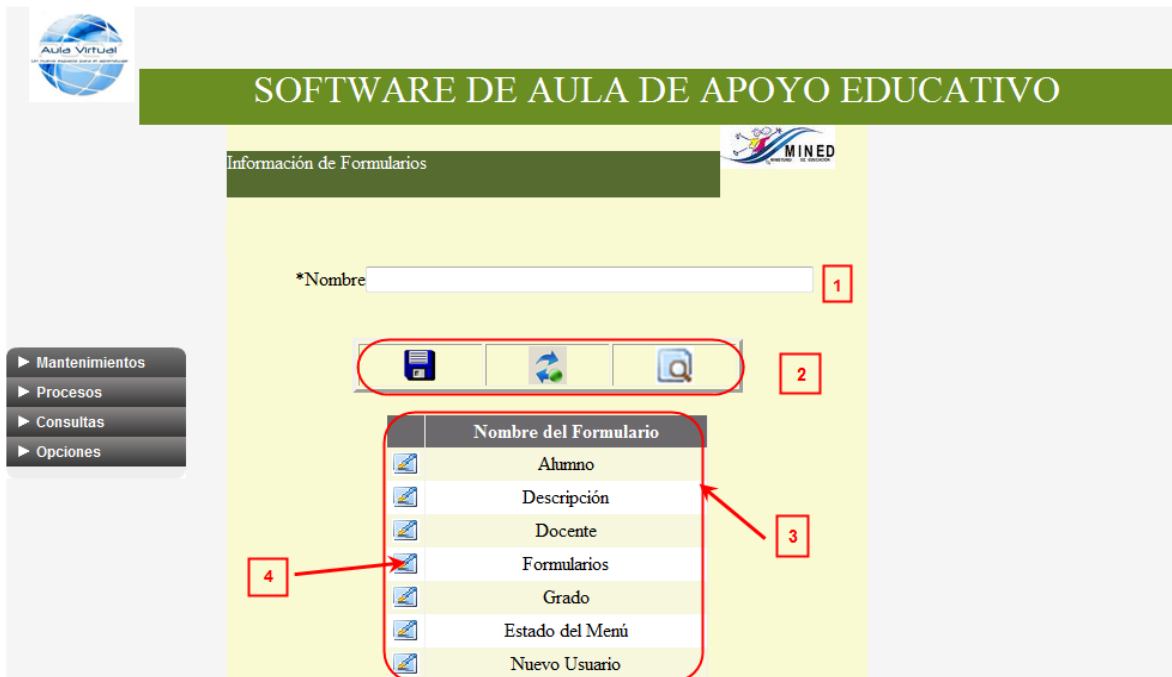 Aula Virtual
SOFTWARE DE AULA DE APOYO EDUCATIVO
MINED
Información de Formularios
*Nombre
1
2
▶ Mantenimientos
▶ Procesos
▶ Consultas
▶ Opciones
Nombre del Formulario
Alumno
Descripción
Docente
3
Formularios
4
Grado
Estado del Menú
Nuevo Usuario